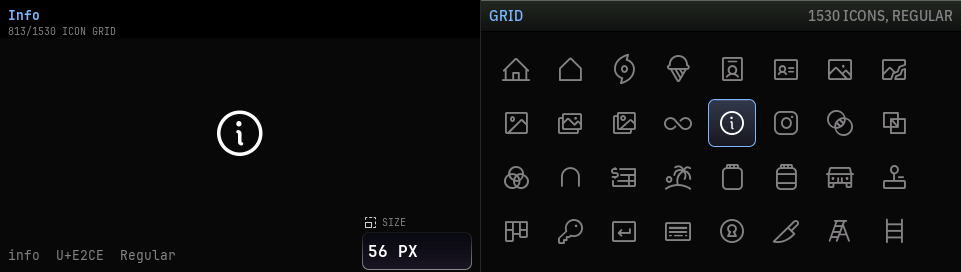 Info
813/1530 ICON GRID
SIZE
56 PX
info U+E2CE Regular
GRID
1530 ICONS, REGULAR